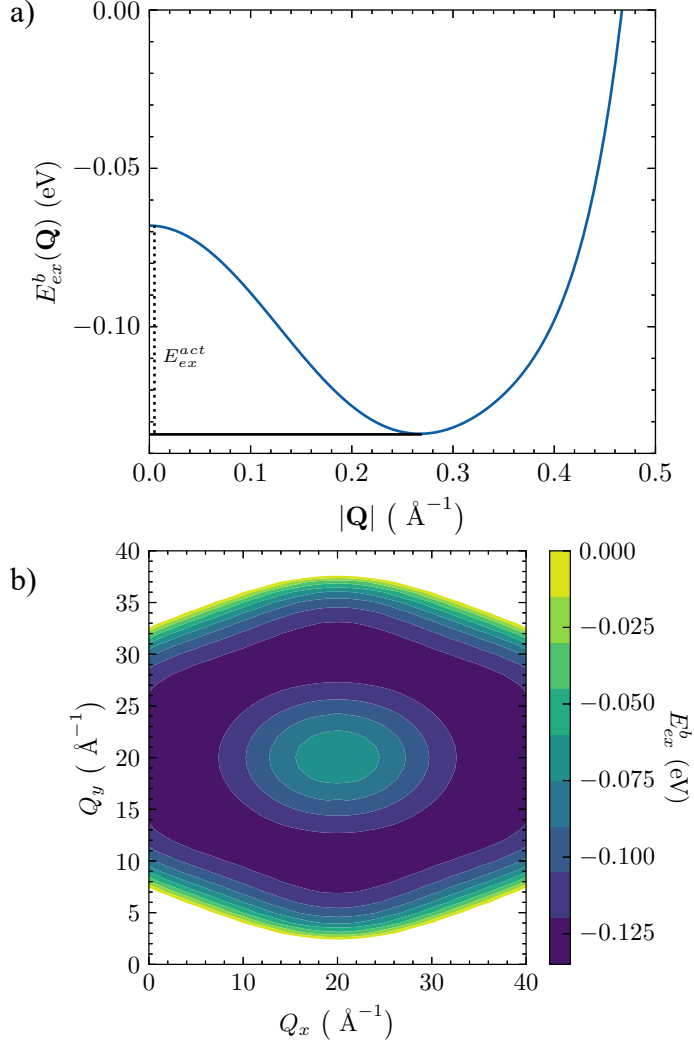 a)
0.00
−0.05
−0.10
E^b_{ex}(Q) (eV)
E^{act}_{ex}
0.0 0.1 0.2 0.3 0.4 0.5
|Q| ( Å^{−1})
b)
40
35
30
25
20
15
10
5
0
Q_y ( Å^{−1})
0 10 20 30 40
Q_x ( Å^{−1})
0.000
−0.025
−0.050
−0.075
−0.100
−0.125
E^b_{ex} (eV)